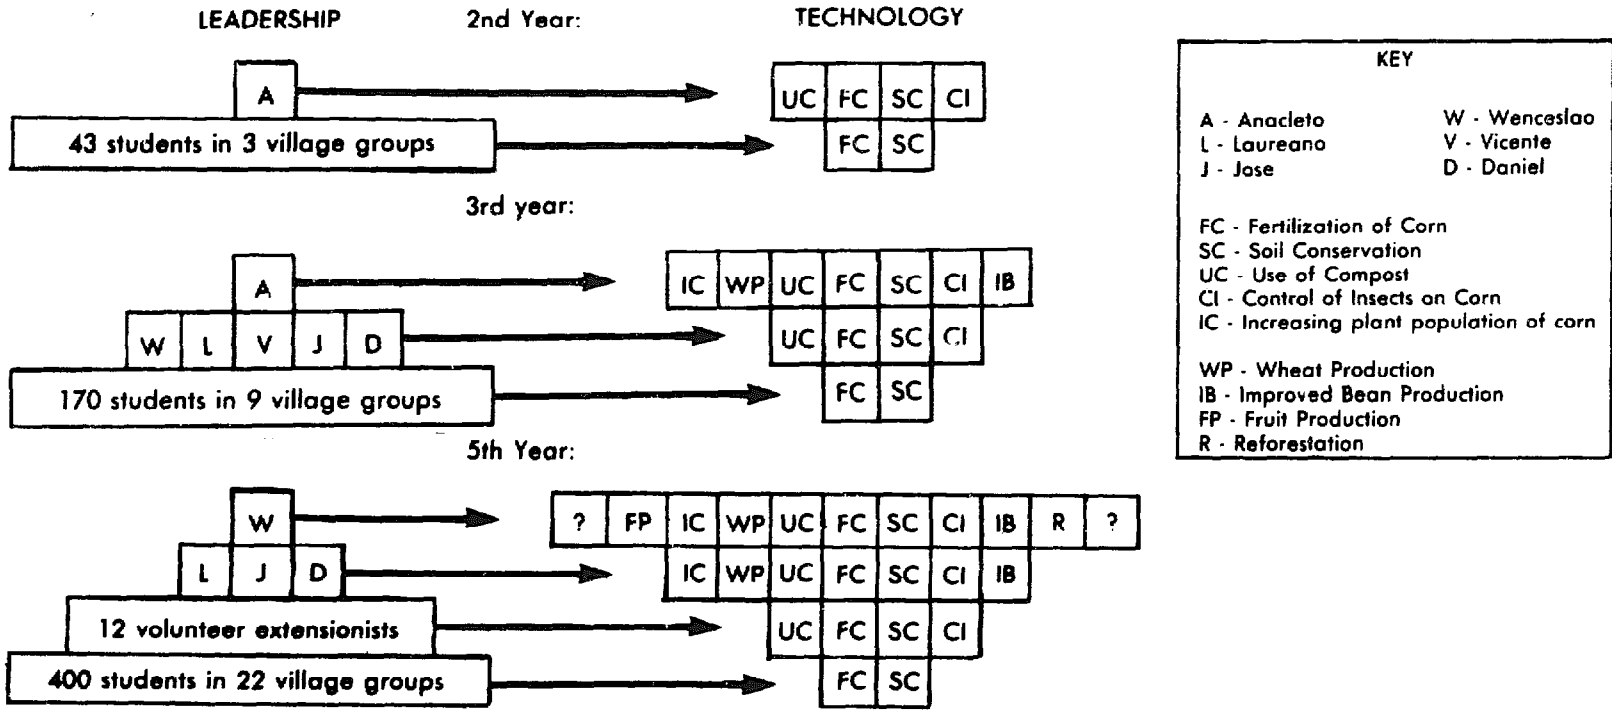 LEADERSHIP 2nd Year: TECHNOLOGY
A UC FC SC CI
43 students in 3 village groups FC SC
3rd year:
A IC WP UC FC SC CI IB
W L V J D UC FC SC CI
170 students in 9 village groups FC SC
5th Year:
W ? FP IC WP UC FC SC CI IB R ?
L J D IC WP UC FC SC CI IB
12 volunteer extensionists UC FC SC CI
400 students in 22 village groups FC SC
KEY
A - Anacleto W - Wenceslao
L - Laureano V - Vicente
J - Jose D - Daniel
FC - Fertilization of Corn
SC - Soil Conservation
UC - Use of Compost
CI - Control of Insects on Corn
IC - Increasing plant population of corn
WP - Wheat Production
IB - Improved Bean Production
FP - Fruit Production
R - Reforestation